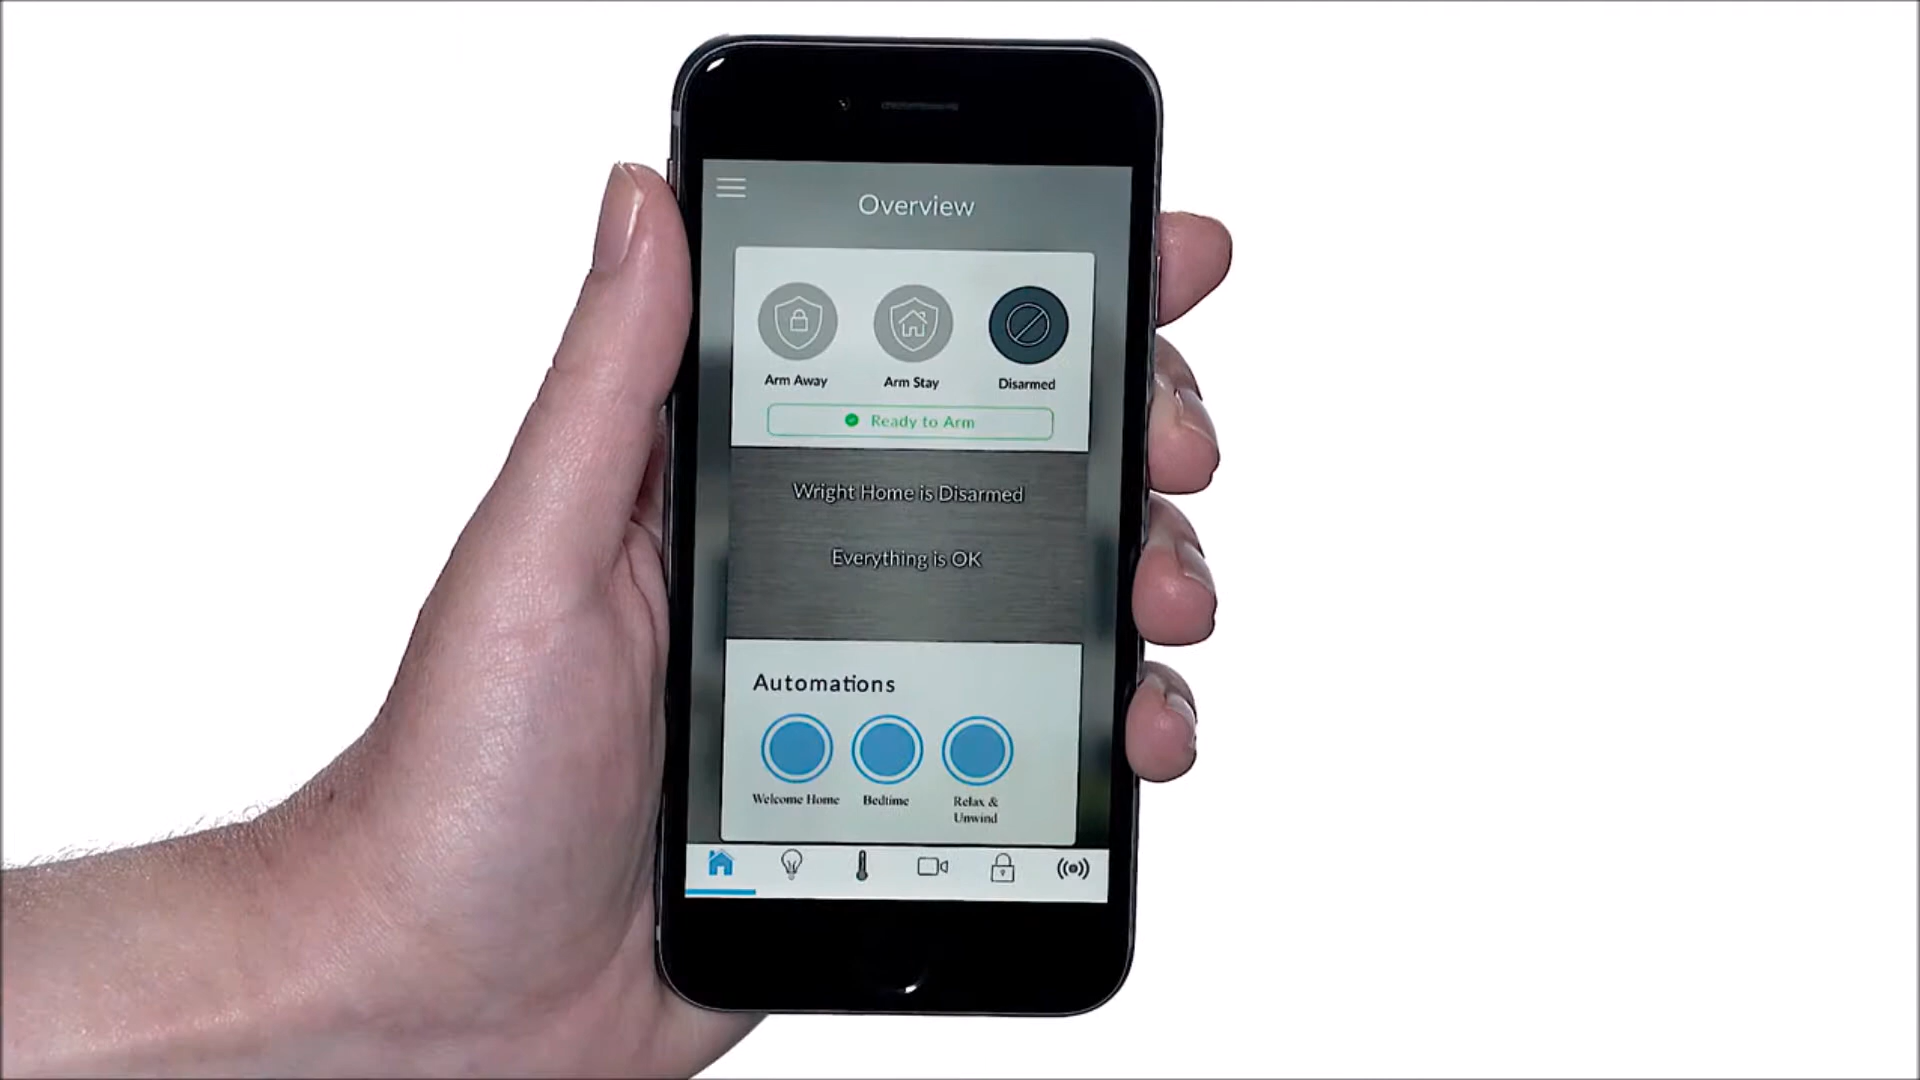 Overview
Arm Away
Arm Stay
Disarmed
Ready to Arm
Wright Home is Disarmed
Everything is OK
Automations
Welcome Home
Bedtime
Relax &
Unwind